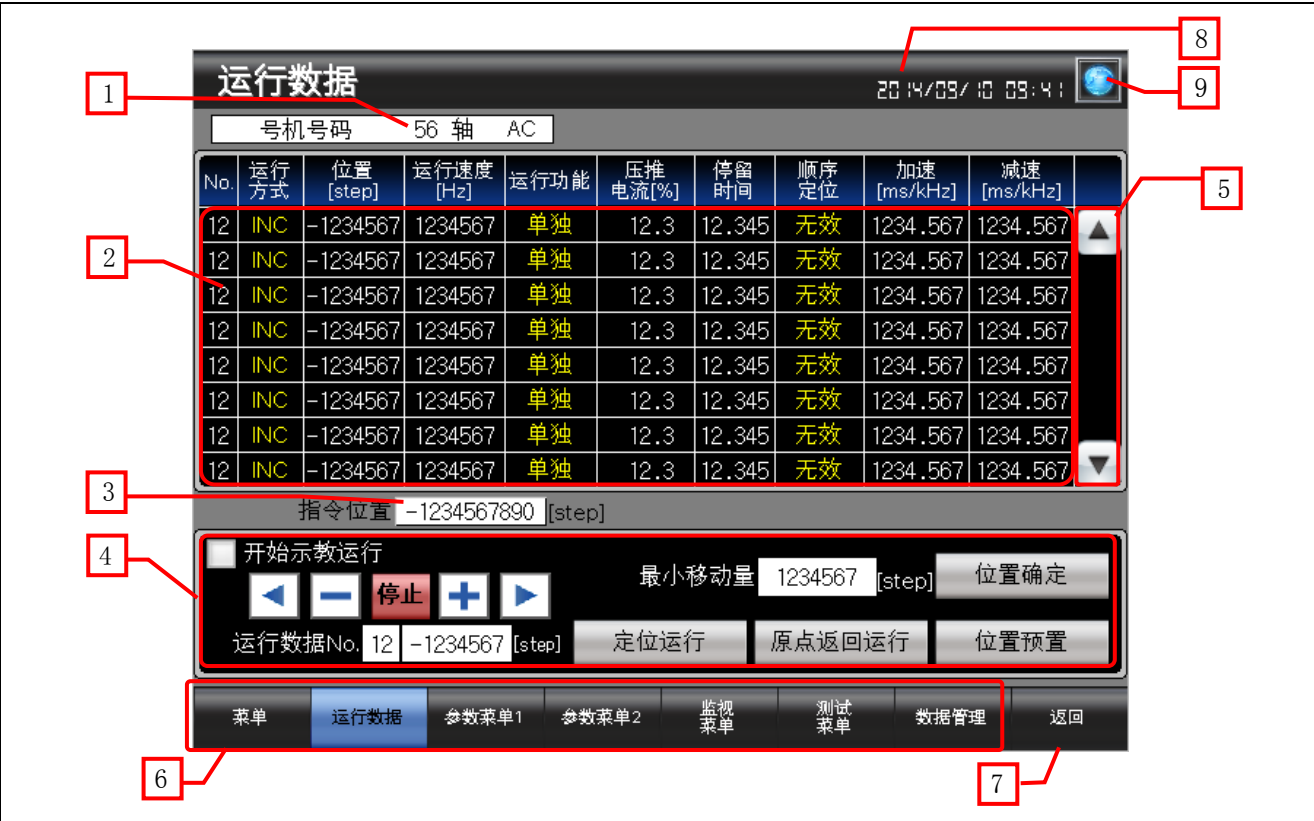 8
运行数据
2014/09/10 09:41
9
1
号机号码 56 轴 AC
No. 运行方式 位置[step] 运行速度[Hz] 运行功能 压推电流[%] 停留时间 顺序定位 加速[ms/kHz] 减速[ms/kHz]
5
12 INC -1234567 1234567 单独 12.3 12.345 无效 1234.567 1234.567
12 INC -1234567 1234567 单独 12.3 12.345 无效 1234.567 1234.567
2
12 INC -1234567 1234567 单独 12.3 12.345 无效 1234.567 1234.567
12 INC -1234567 1234567 单独 12.3 12.345 无效 1234.567 1234.567
12 INC -1234567 1234567 单独 12.3 12.345 无效 1234.567 1234.567
12 INC -1234567 1234567 单独 12.3 12.345 无效 1234.567 1234.567
12 INC -1234567 1234567 单独 12.3 12.345 无效 1234.567 1234.567
12 INC -1234567 1234567 单独 12.3 12.345 无效 1234.567 1234.567
3
指令位置 -1234567890 [step]
4
开始示教运行
停止
最小移动量 1234567 [step] 位置确定
运行数据No. 12 -1234567 [step] 定位运行 原点返回运行 位置预置
菜单 运行数据 参数菜单1 参数菜单2 监视菜单 测试菜单 数据管理 返回
6
7